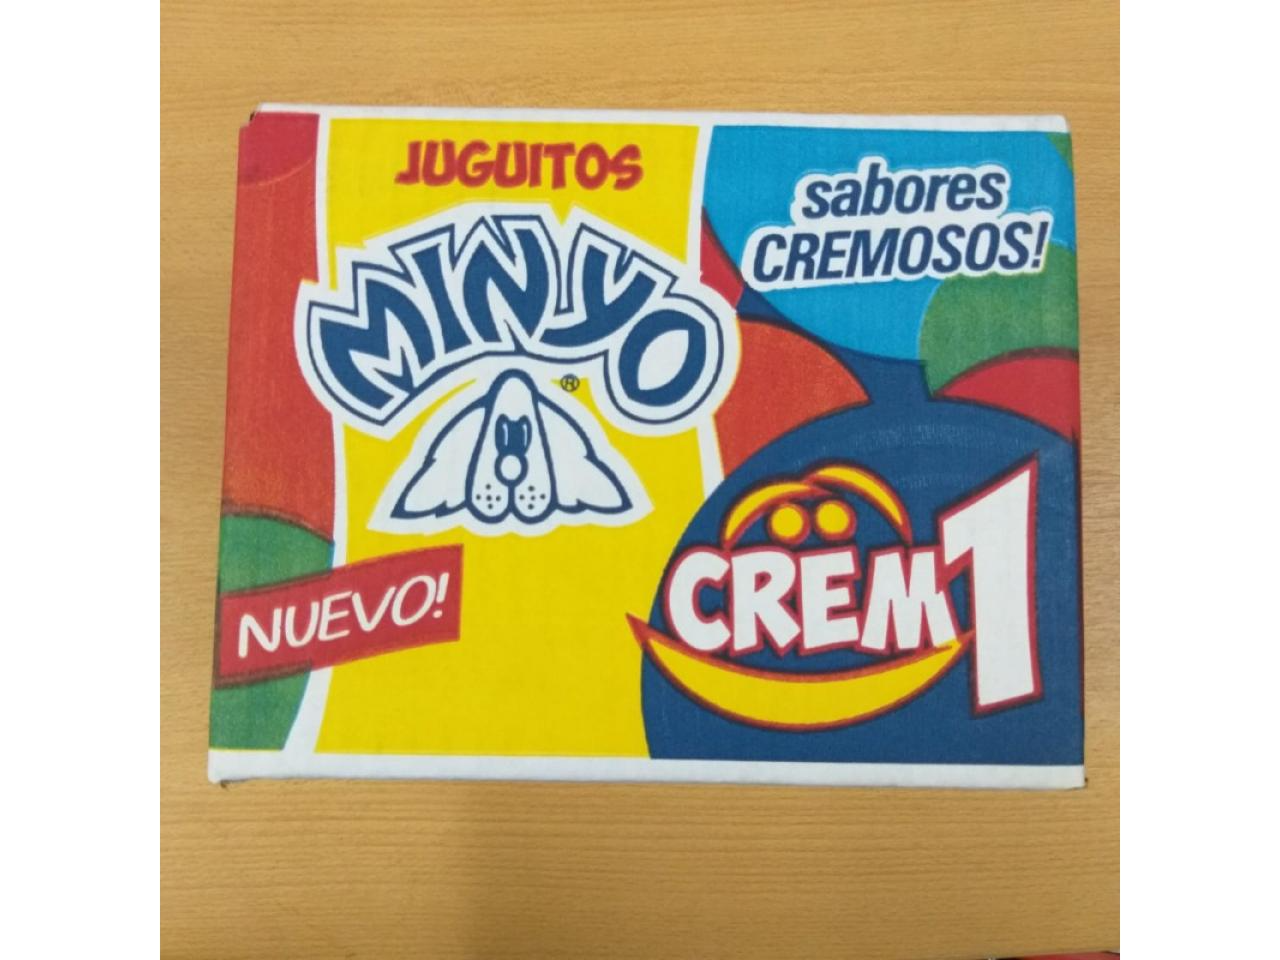 JUGUITOS
MINYO
®
sabores
CREMOSOS!
NUEVO!
CREM1